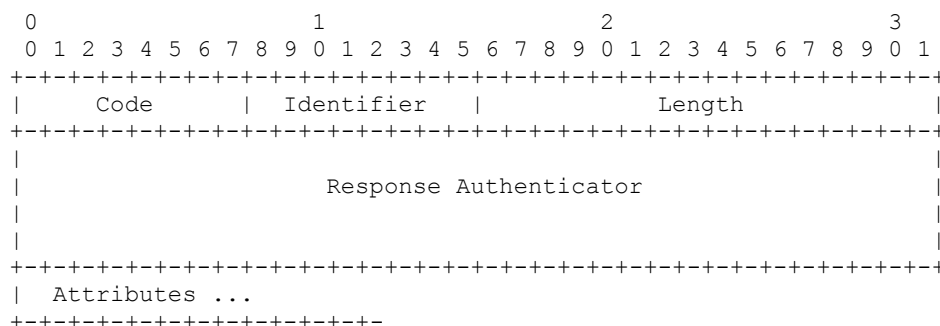 0                   1                   2                   3
 0 1 2 3 4 5 6 7 8 9 0 1 2 3 4 5 6 7 8 9 0 1 2 3 4 5 6 7 8 9 0 1
+-+-+-+-+-+-+-+-+-+-+-+-+-+-+-+-+-+-+-+-+-+-+-+-+-+-+-+-+-+-+-+-+
|     Code      |  Identifier   |            Length             |
+-+-+-+-+-+-+-+-+-+-+-+-+-+-+-+-+-+-+-+-+-+-+-+-+-+-+-+-+-+-+-+-+
|                                                               |
|                     Response Authenticator                    |
|                                                               |
|                                                               |
+-+-+-+-+-+-+-+-+-+-+-+-+-+-+-+-+-+-+-+-+-+-+-+-+-+-+-+-+-+-+-+-+
|  Attributes ...
+-+-+-+-+-+-+-+-+-+-+-+-+-